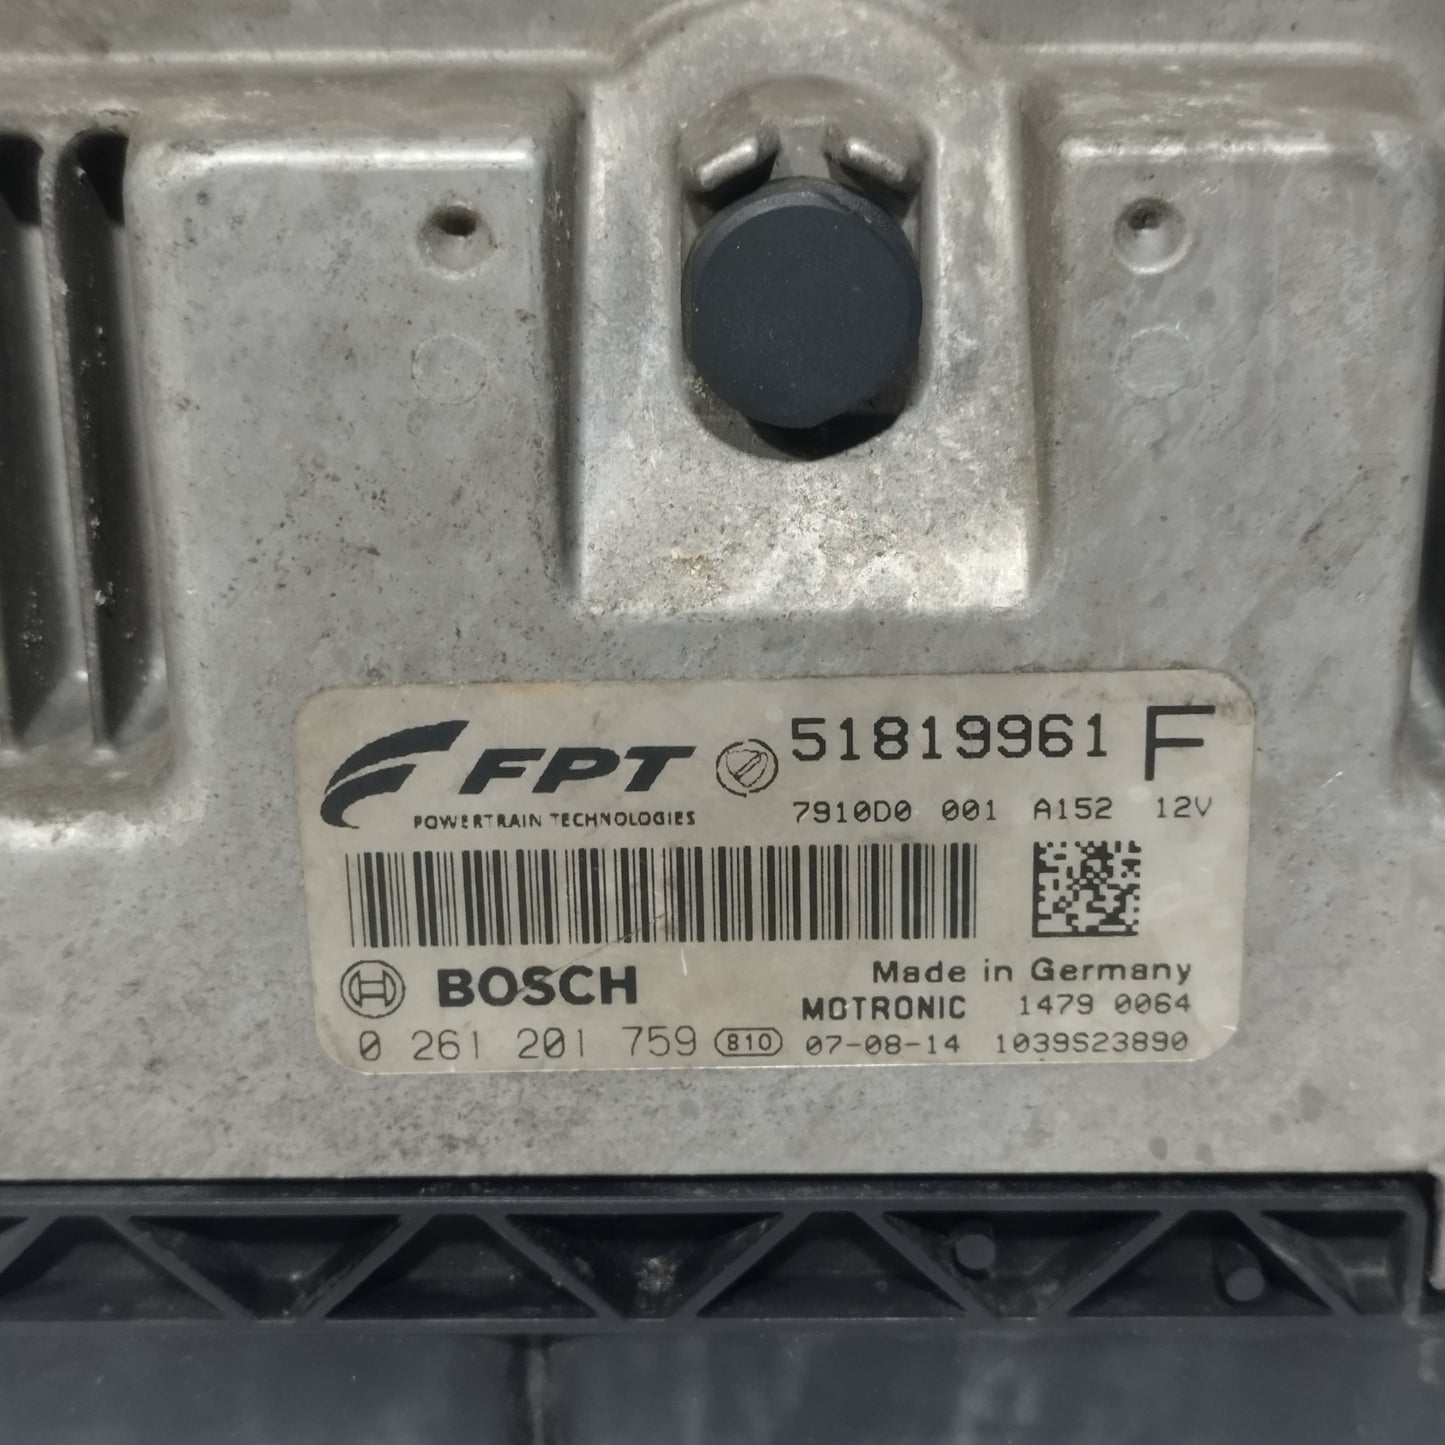 FPT 51819961 F
POWERTRAIN TECHNOLOGIES 7910D0 001 A152 12V
BOSCH Made in Germany
MOTRONIC 1479 0064
0 261 201 759 810 07-08-14 1039S23890